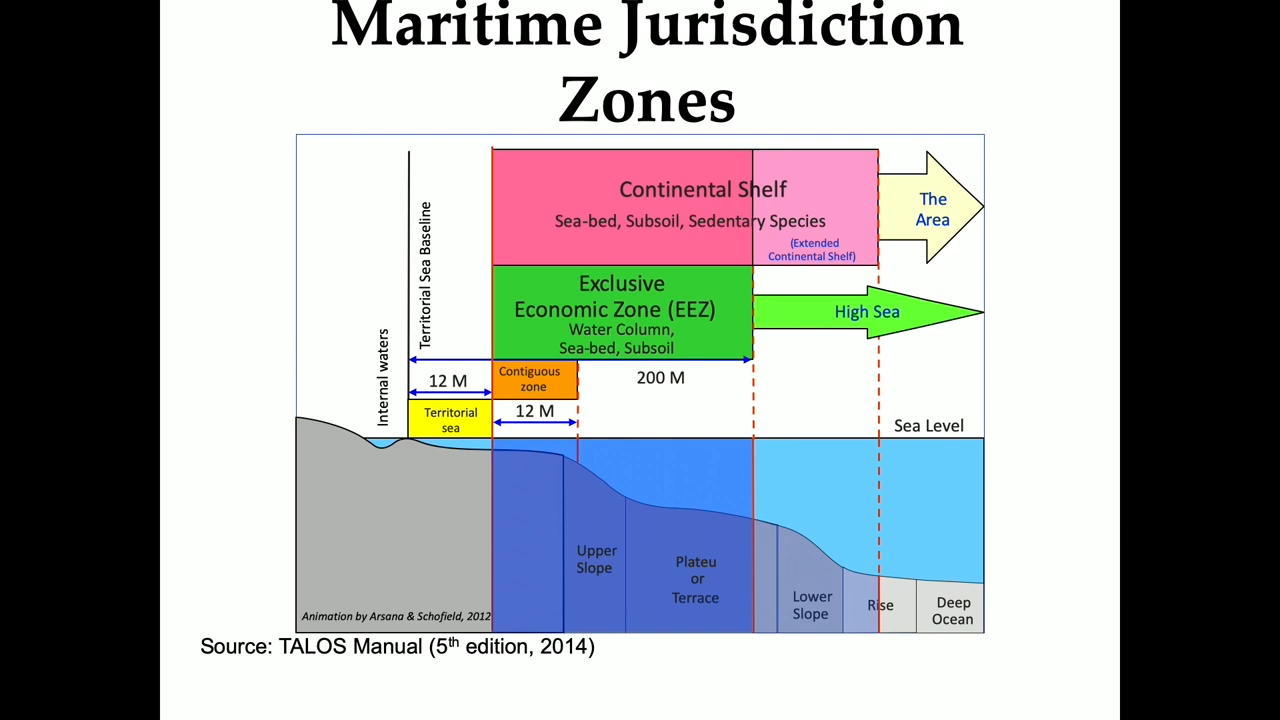 Maritime Jurisdiction
Zones
Continental Shelf
Sea-bed, Subsoil, Sedentary Species
(Extended
Continental Shelf)
The
Area
Territorial Sea Baseline
Internal waters
Exclusive
Economic Zone (EEZ)
Water Column,
Sea-bed, Subsoil
High Sea
12 M
Contiguous
zone
200 M
Territorial
sea
12 M
Sea Level
Upper
Slope
Plateu
or
Terrace
Lower
Slope
Rise
Deep
Ocean
Animation by Arsana & Schofield, 2012
Source: TALOS Manual (5th edition, 2014)